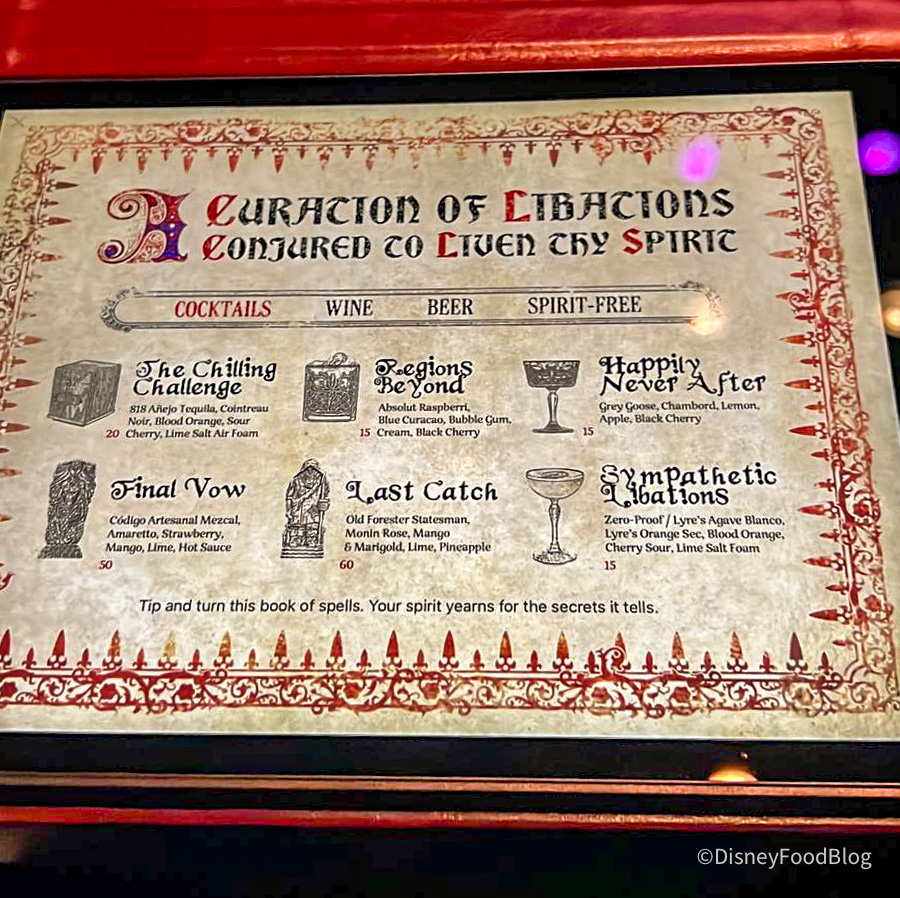 A CURATION OF LIBATIONS
CONJURED TO LIVEN THY SPIRIT
COCKTAILS WINE BEER SPIRIT-FREE
The Chilling
Challenge
818 Añejo Tequila, Cointreau
Noir, Blood Orange, Sour
20 Cherry, Lime Salt Air Foam
Regions
Beyond
Absolut Raspberri,
Blue Curacao, Bubble Gum,
15 Cream, Black Cherry
Happily
Never After
Grey Goose, Chambord, Lemon,
Apple, Black Cherry
15
Final Vow
Código Artesanal Mezcal,
Amaretto, Strawberry,
Mango, Lime, Hot Sauce
50
Last Catch
Old Forester Statesman,
Monin Rose, Mango
& Marigold, Lime, Pineapple
60
Sympathetic
Libations
Zero-Proof / Lyre's Agave Blanco,
Lyre's Orange Sec, Blood Orange,
Cherry Sour, Lime Salt Foam
15
Tip and turn this book of spells. Your spirit yearns for the secrets it tells.
©DisneyFoodBlog